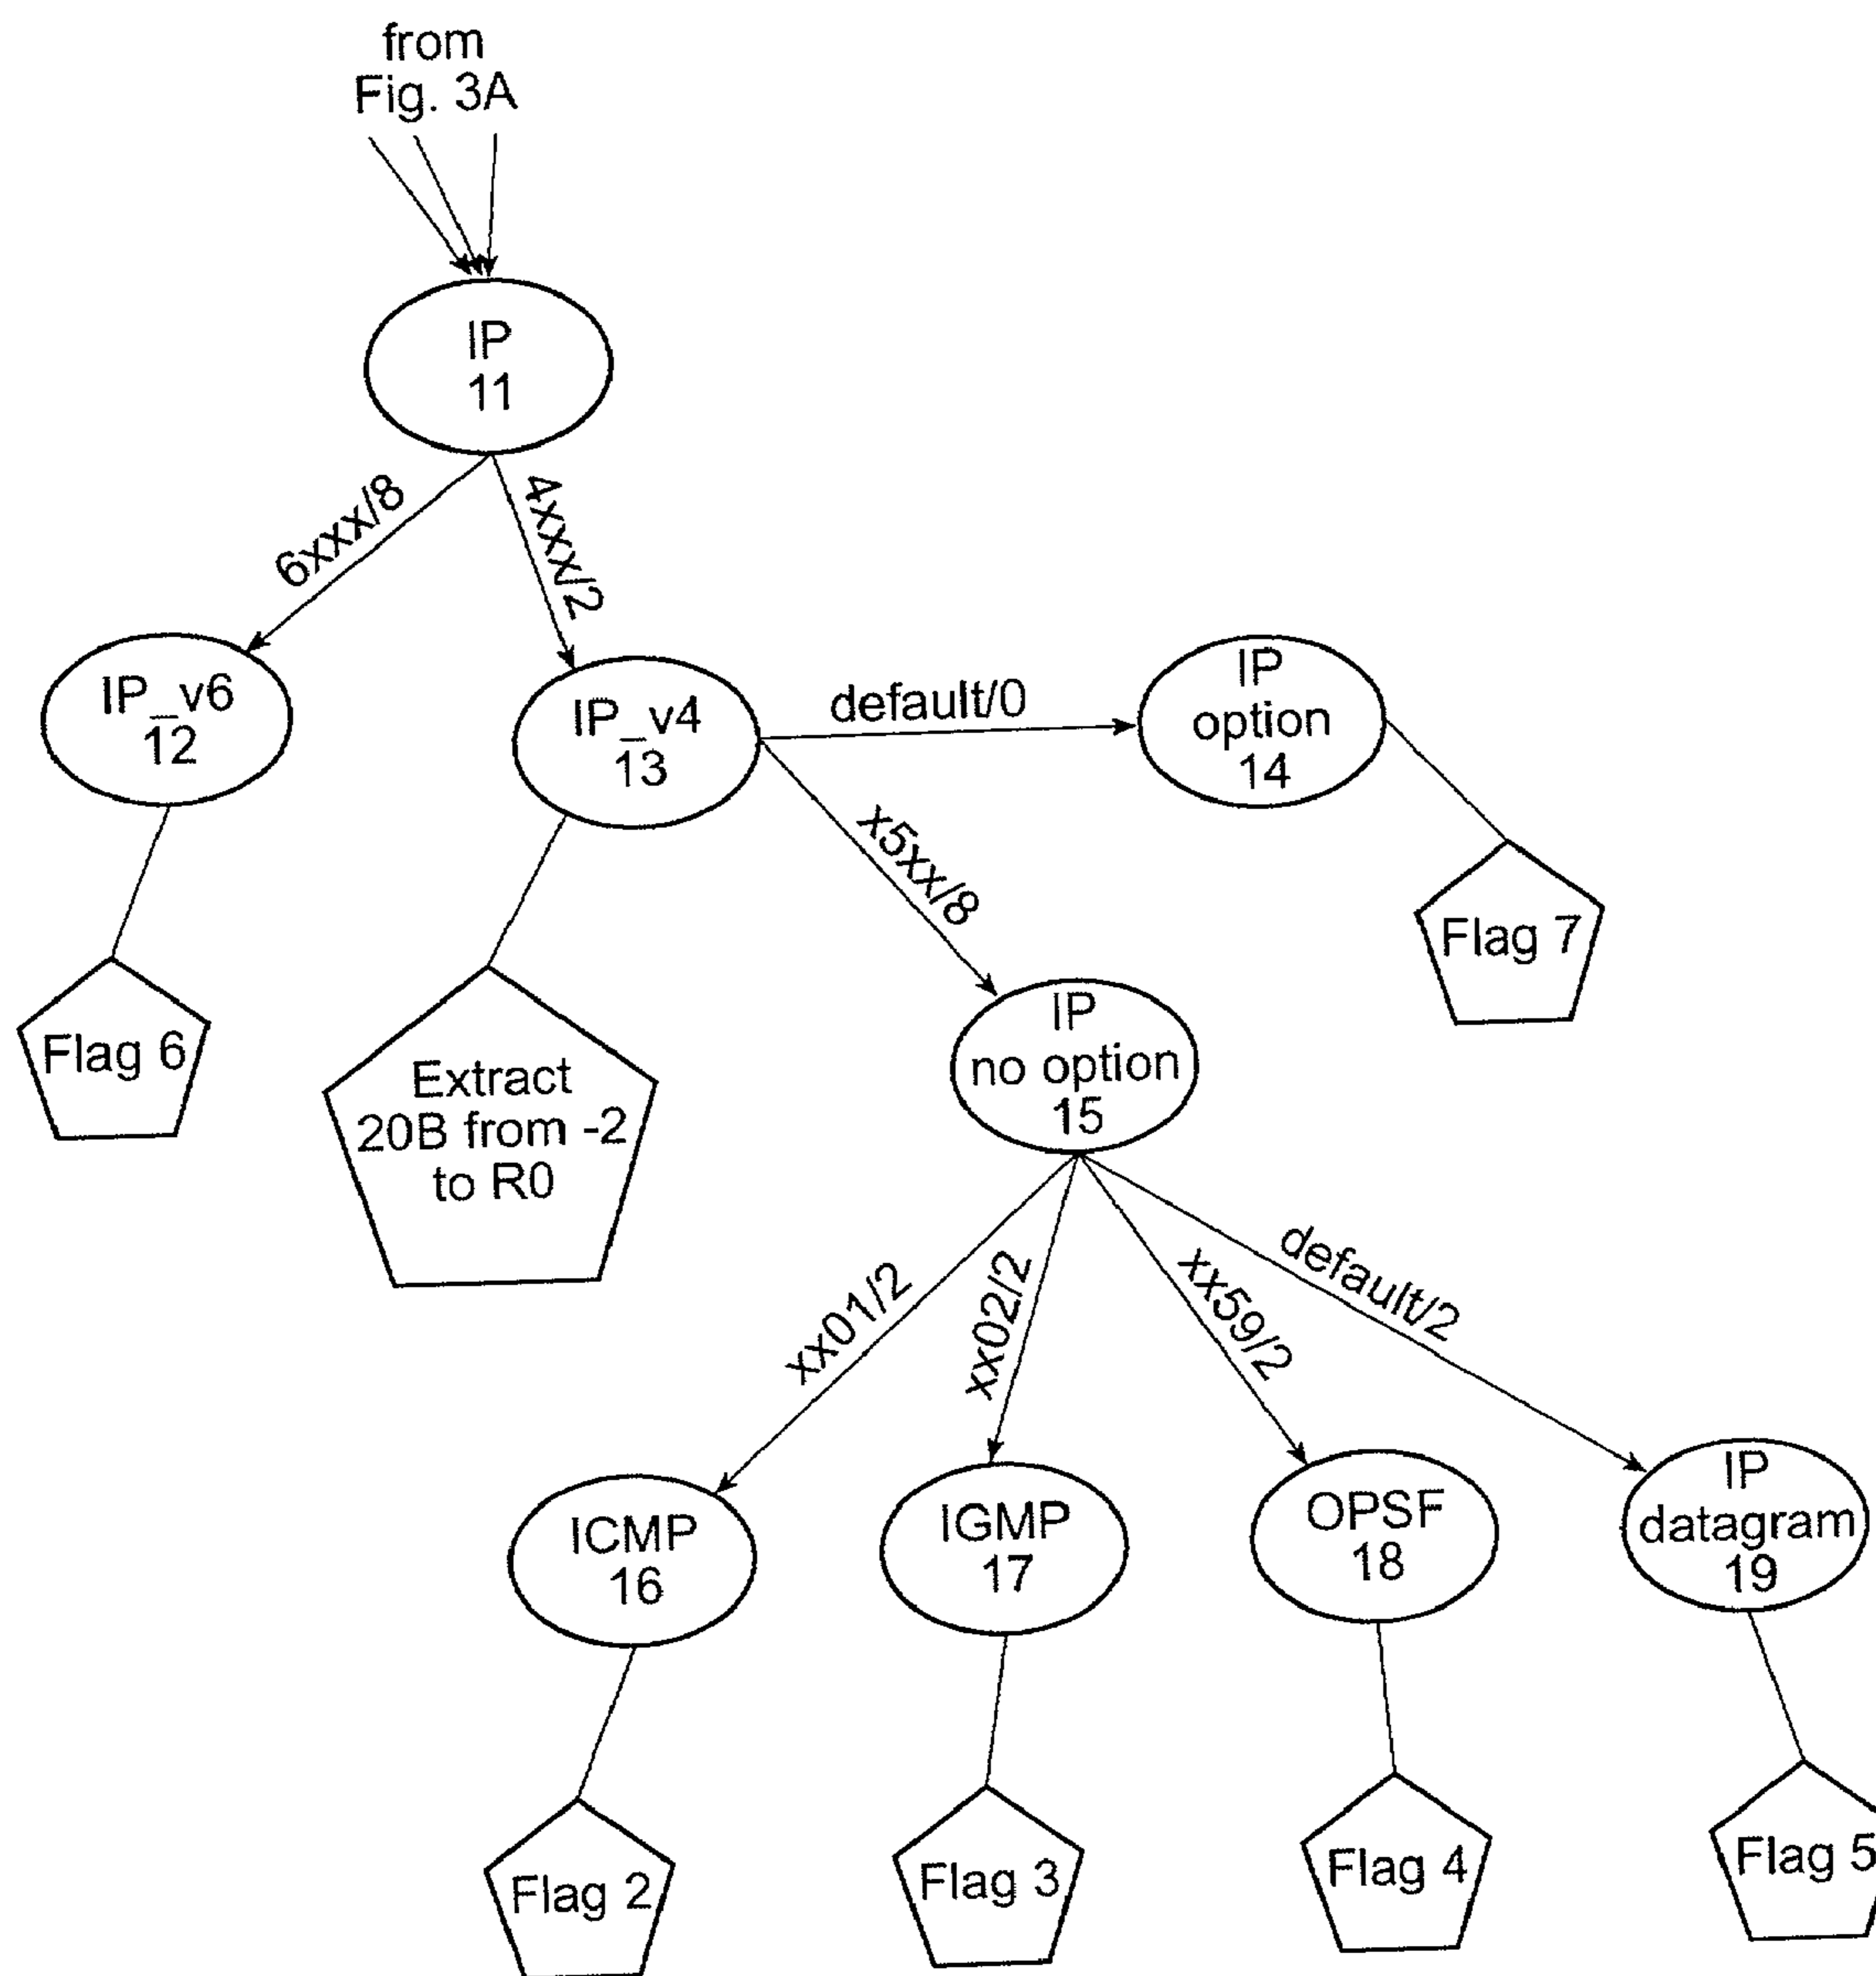 from
Fig. 3A
IP
11
6xxx/8
4xxx/2
IP_v6
12
IP_v4
13
default/0
IP
option
14
x5xx/8
Flag 7
Flag 6
Extract
20B from -2
to R0
IP
no option
15
xx01/2
xx02/2
xx59/2
default/2
ICMP
16
IGMP
17
OPSF
18
IP
datagram
19
Flag 2
Flag 3
Flag 4
Flag 5